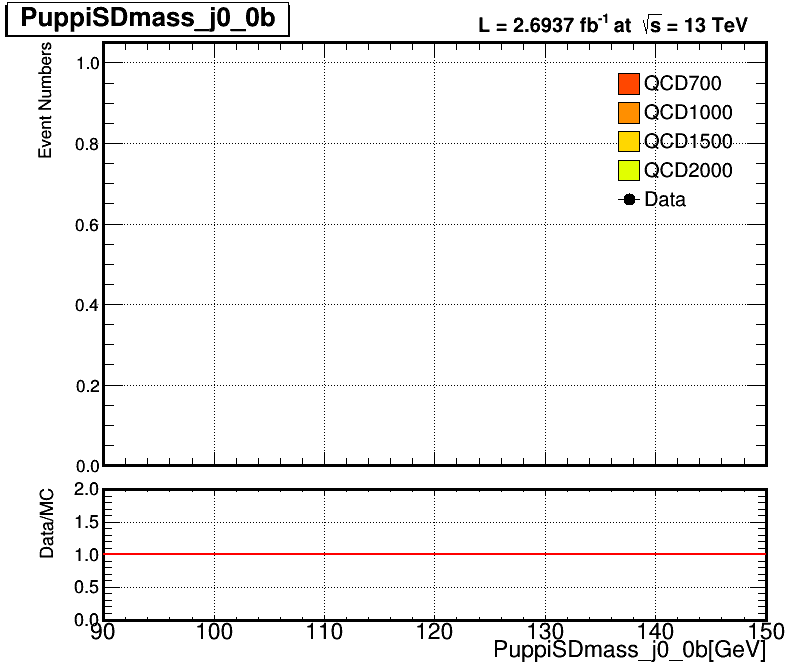 PuppiSDmass_j0_0b
L = 2.6937 fb⁻¹ at √s = 13 TeV
Event Numbers
1.0
0.8
0.6
0.4
0.2
0.0
QCD700
QCD1000
QCD1500
QCD2000
Data
Data/MC
2.0
1.5
1.0
0.5
0.0
90 100 110 120 130 140 150
PuppiSDmass_j0_0b[GeV]